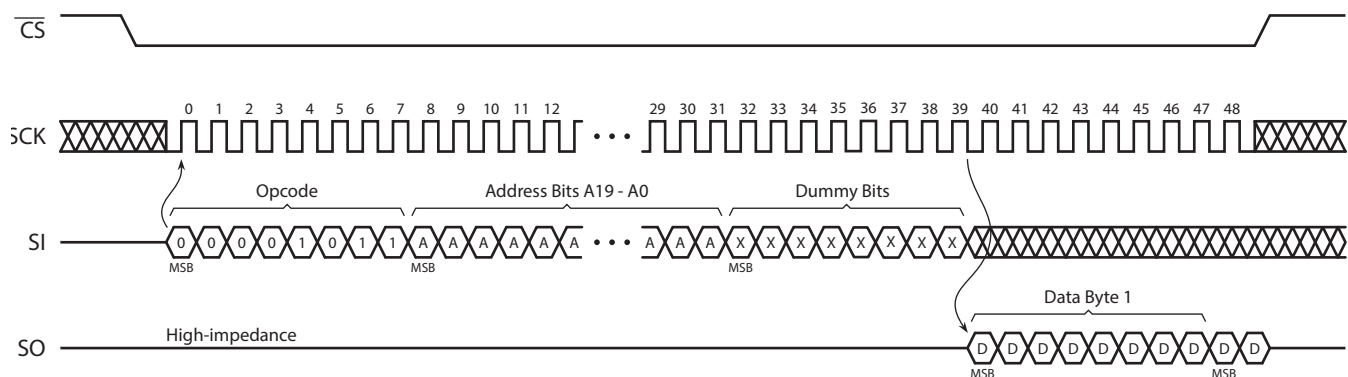 CS
0 1 2 3 4 5 6 7 8 9 10 11 12 29 30 31 32 33 34 35 36 37 38 39 40 41 42 43 44 45 46 47 48
SCK • • •
Opcode Address Bits A19 - A0 Dummy Bits
SI 0 0 0 0 1 0 1 1 A A A A A A • • • A A A X X X X X X X X
MSB MSB MSB
Data Byte 1
High-impedance
SO D D D D D D D D D D
MSB MSB